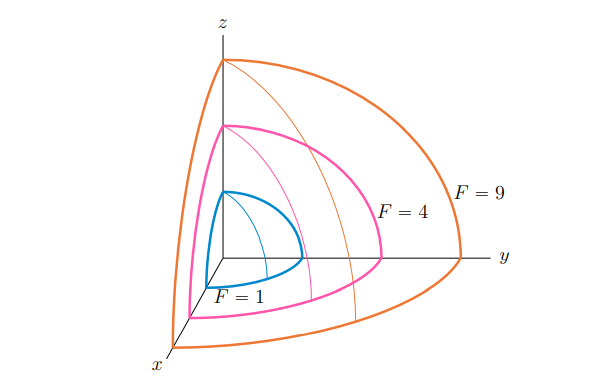 z
F = 9
F = 4
y
F = 1
x